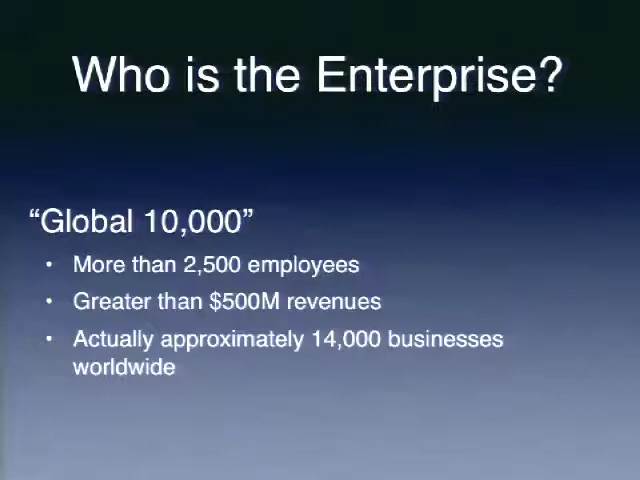 Who is the Enterprise?
“Global 10,000”
• More than 2,500 employees
• Greater than $500M revenues
• Actually approximately 14,000 businesses
worldwide